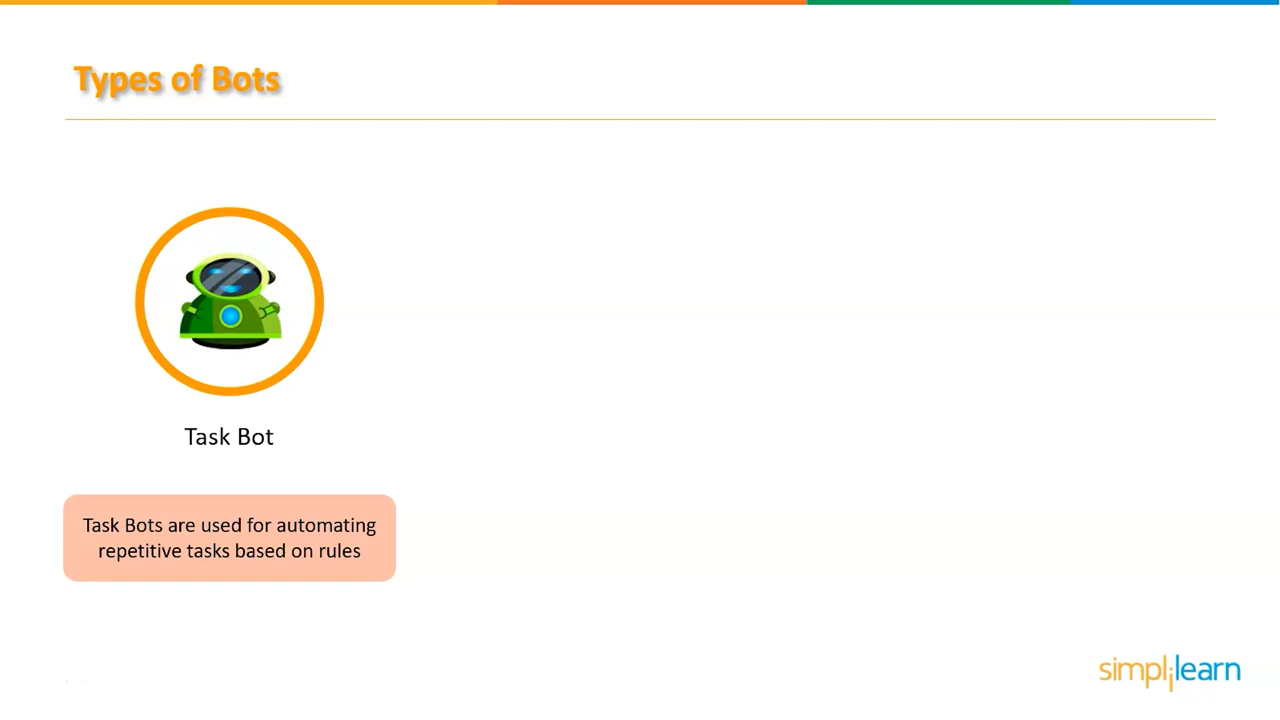 Types of Bots
Task Bot
Task Bots are used for automating
repetitive tasks based on rules
simplilearn